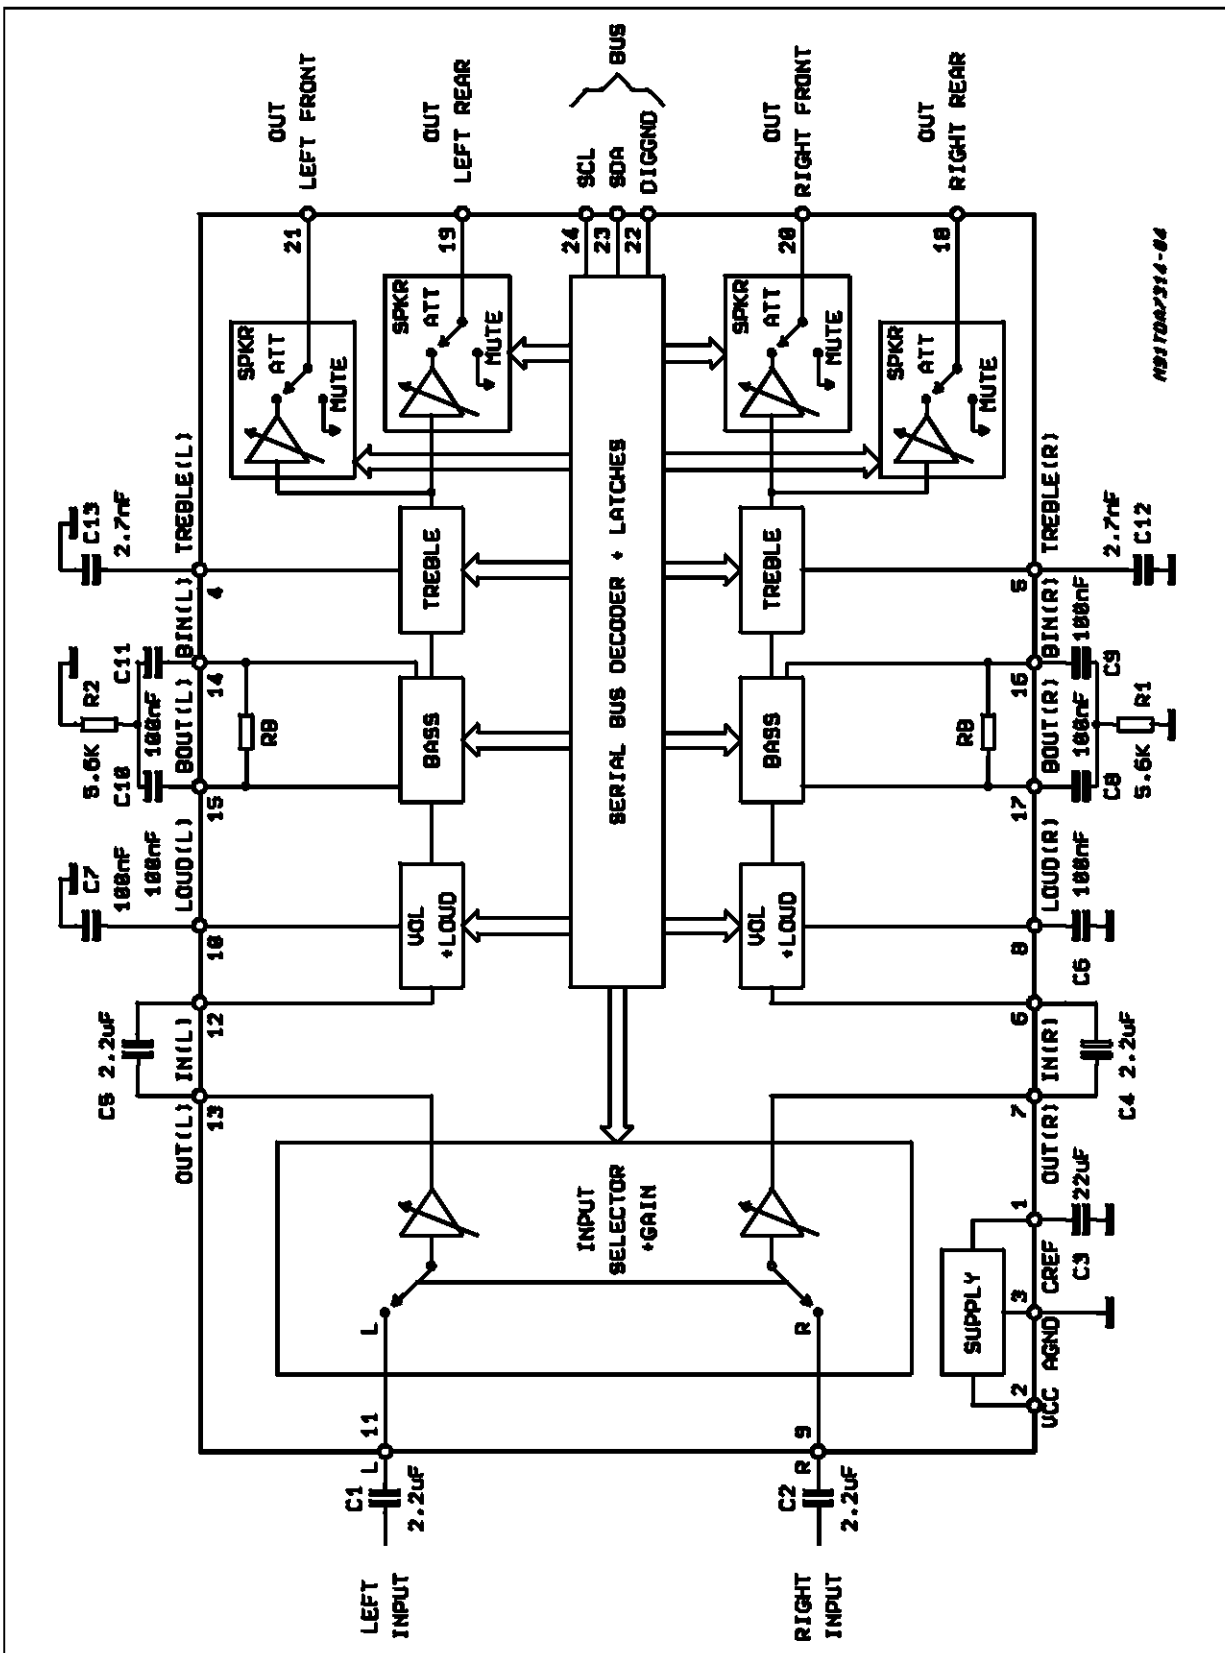 OUT
LEFT FRONT
OUT
LEFT REAR
BUS
SCL
SDA
DIGGND
OUT
RIGHT FRONT
OUT
RIGHT REAR
21
19
24
23
22
20
18
SPKR
ATT
MUTE
SPKR
ATT
MUTE
SPKR
ATT
MUTE
SPKR
ATT
MUTE
C13
2.7nF
TREBLE(L)
4
TREBLE
SERIAL BUS DECODER + LATCHES
TREBLE
5
TREBLE(R)
2.7nF
C12
R2
5.6K
C11
100nF
C10
100nF
BIN(L)
14
BOUT(L)
15
RB
BASS
BASS
RB
BIN(R)
16
BOUT(R)
17
100nF
C9
100nF
C8
R1
5.6K
C7
100nF
LOUD(L)
10
VOL
+LOUD
VOL
+LOUD
8
LOUD(R)
100nF
C6
C5 2.2uF
IN(L)
12
OUT(L)
13
6
IN(R)
7
OUT(R)
C4 2.2uF
INPUT
SELECTOR
+GAIN
L
R
SUPPLY
1
CREF
22uF
C3
3
AGND
2
VCC
11
L
C1
2.2uF
LEFT
INPUT
9
R
C2
2.2uF
RIGHT
INPUT
M91TDA7314-04